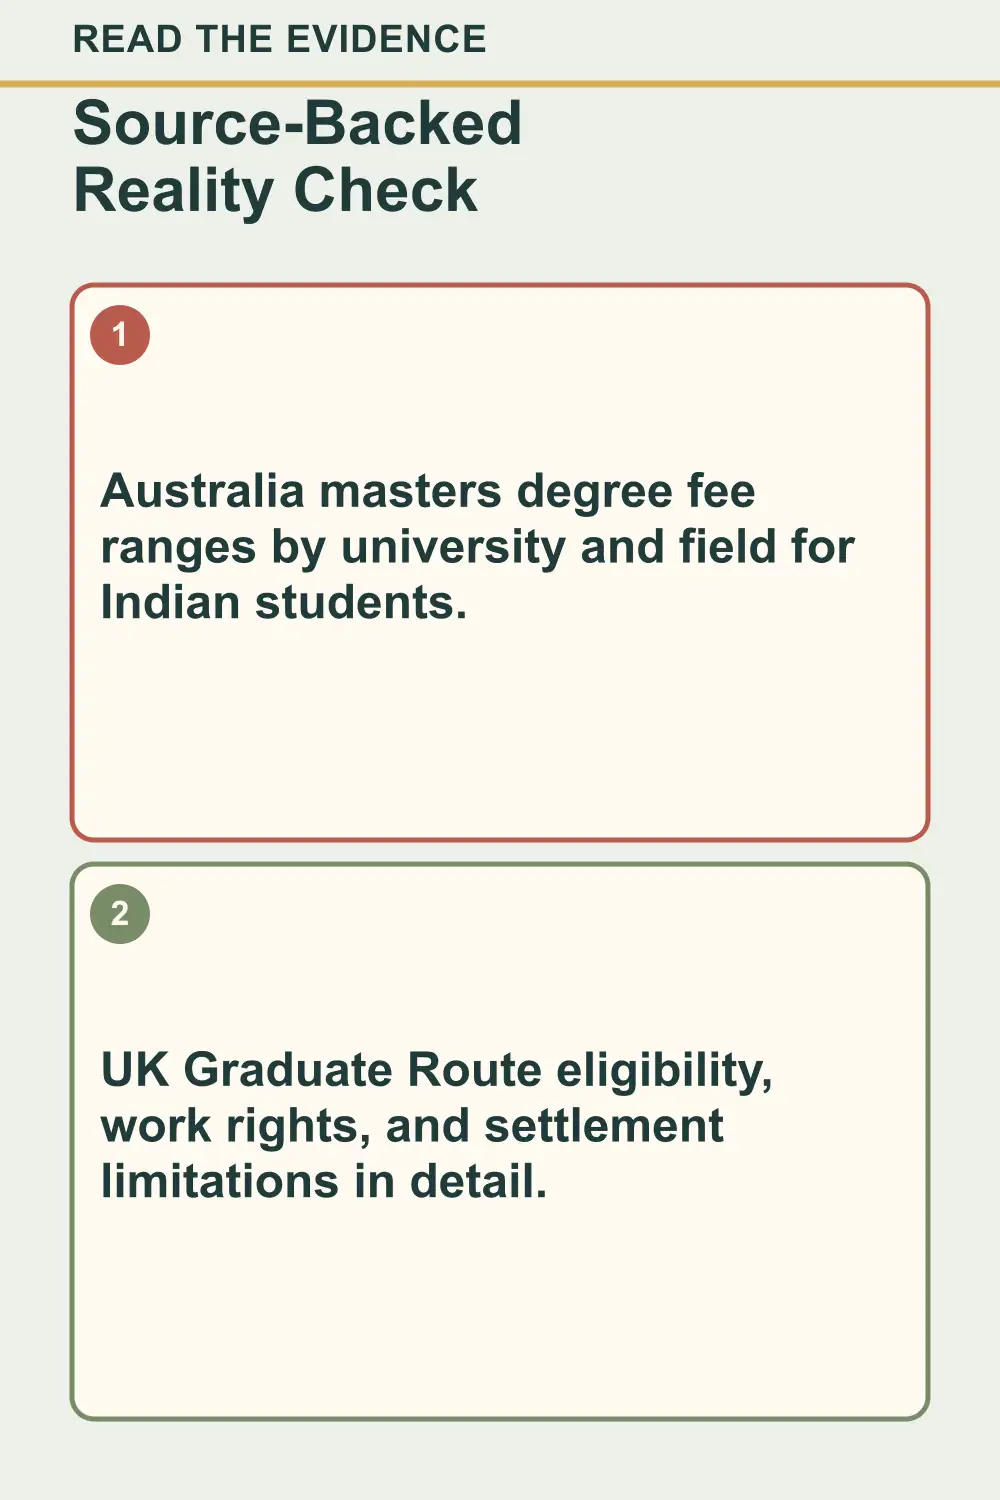 READ THE EVIDENCE
Source-Backed
Reality Check
1
Australia masters degree fee
ranges by university and field for
Indian students.
2
UK Graduate Route eligibility,
work rights, and settlement
limitations in detail.